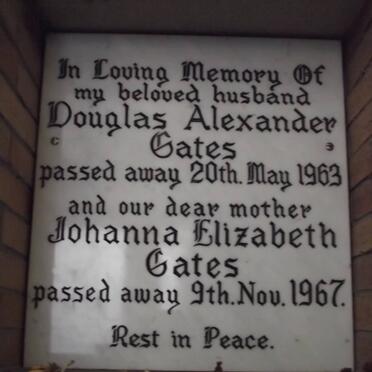 In Loving Memory Of
my beloved husband
Douglas Alexander
Gates
passed away 20th. May 1963
and our dear mother
Johanna Elizabeth
Gates
passed away 9th. Nov. 1967.
Rest in Peace.